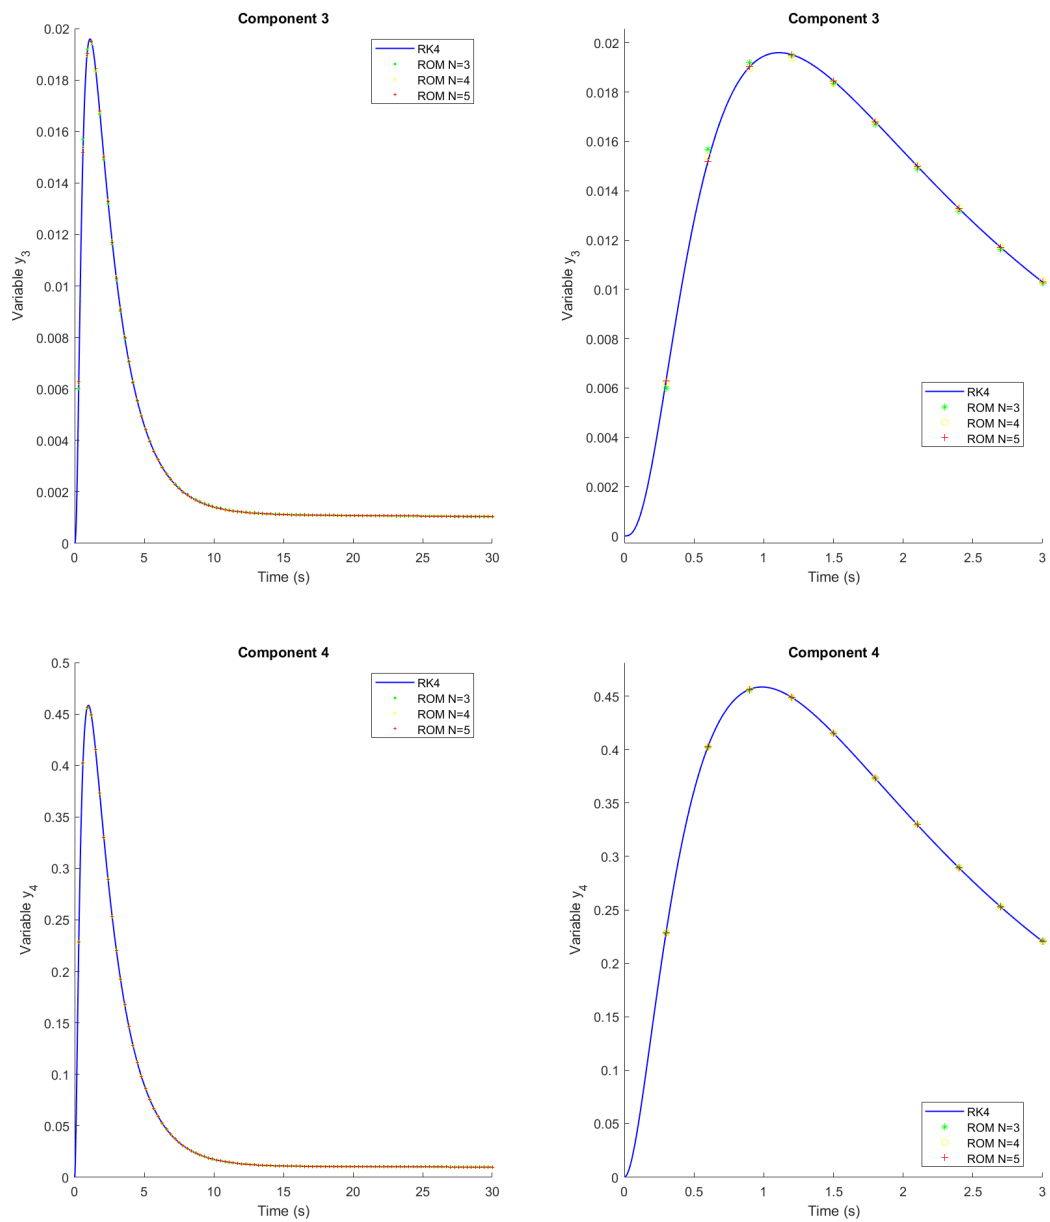 Component 3
0.02
0.018
0.016
0.014
0.012
0.01
0.008
0.006
0.004
0.002
0
Variable y_3
0 5 10 15 20 25 30
Time (s)
RK4
ROM N=3
ROM N=4
ROM N=5
Component 3
0.02
0.018
0.016
0.014
0.012
0.01
0.008
0.006
0.004
0.002
0
Variable y_3
0 0.5 1 1.5 2 2.5 3
Time (s)
RK4
ROM N=3
ROM N=4
ROM N=5
Component 4
0.5
0.45
0.4
0.35
0.3
0.25
0.2
0.15
0.1
0.05
0
Variable y_4
0 5 10 15 20 25 30
Time (s)
RK4
ROM N=3
ROM N=4
ROM N=5
Component 4
0.45
0.4
0.35
0.3
0.25
0.2
0.15
0.1
0.05
0
Variable y_4
0 0.5 1 1.5 2 2.5 3
Time (s)
RK4
ROM N=3
ROM N=4
ROM N=5